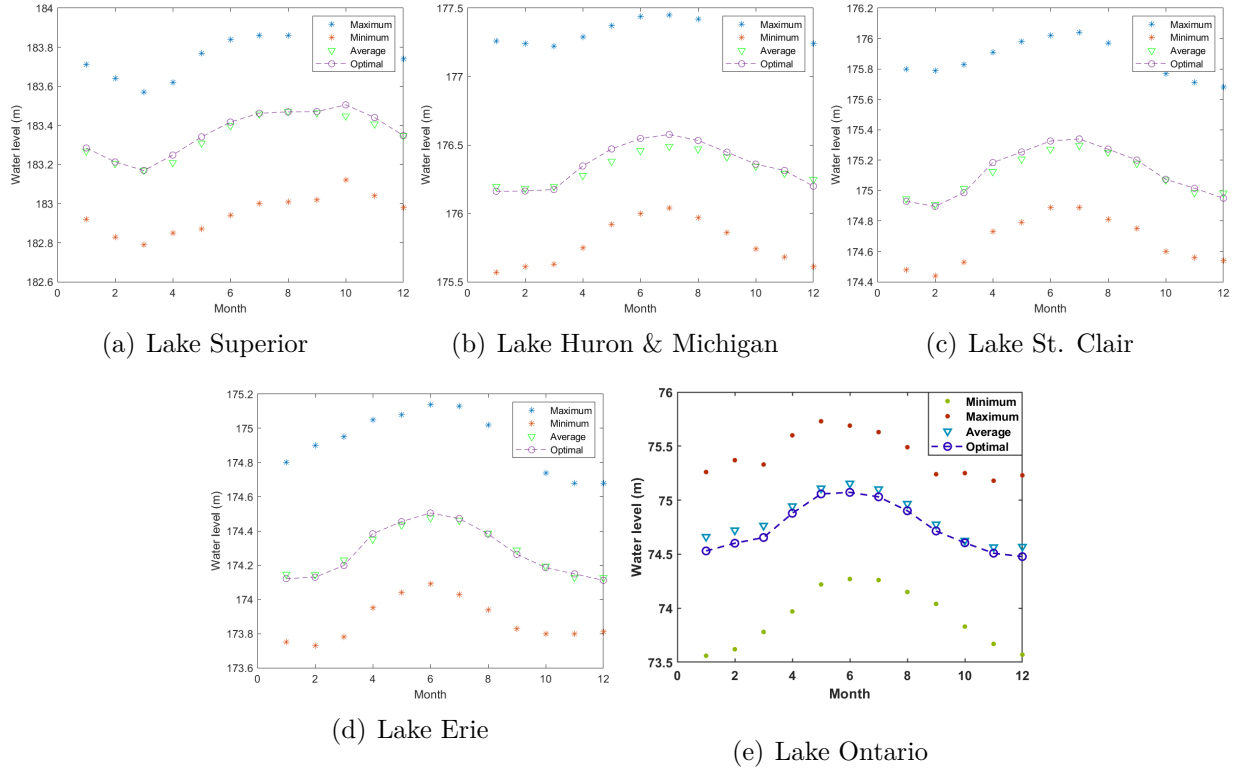 184
183.8
183.6
183.4
183.2
183
182.8
182.6
Water level (m)
0 2 4 6 8 10 12
Month
Maximum
Minimum
Average
Optimal
(a) Lake Superior
177.5
177
176.5
176
175.5
Water level (m)
0 2 4 6 8 10 12
Month
Maximum
Minimum
Average
Optimal
(b) Lake Huron & Michigan
176.2
176
175.8
175.6
175.4
175.2
175
174.8
174.6
174.4
Water level (m)
0 2 4 6 8 10 12
Month
Maximum
Minimum
Average
Optimal
(c) Lake St. Clair
175.2
175
174.8
174.6
174.4
174.2
174
173.8
173.6
Water level (m)
0 2 4 6 8 10 12
Month
Maximum
Minimum
Average
Optimal
(d) Lake Erie
76
75.5
75
74.5
74
73.5
Water level (m)
0 2 4 6 8 10 12
Month
Minimum
Maximum
Average
Optimal
(e) Lake Ontario